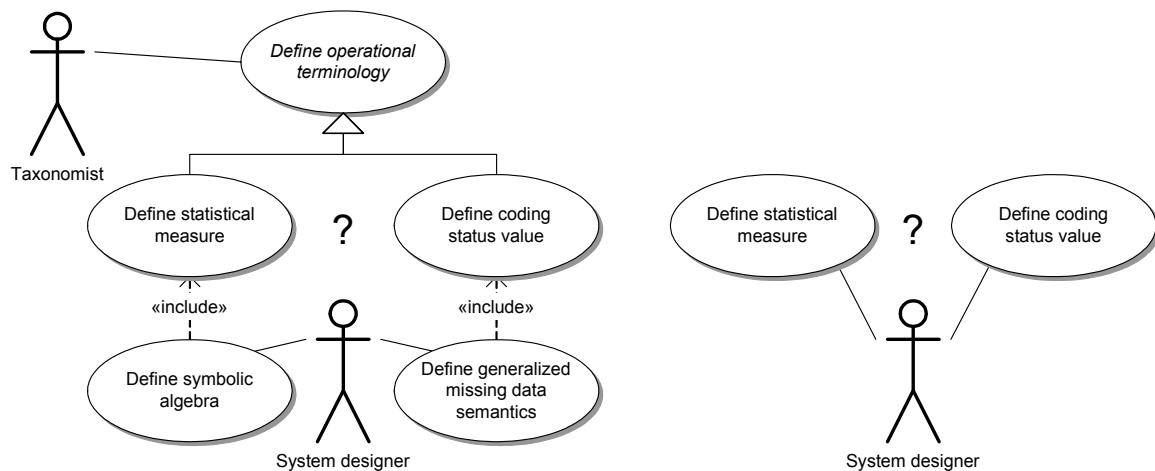 Define operational
terminology
Taxonomist
Define statistical
measure
?
Define coding
status value
Define statistical
measure
?
Define coding
status value
«include»
«include»
Define symbolic
algebra
Define generalized
missing data
semantics
System designer
System designer